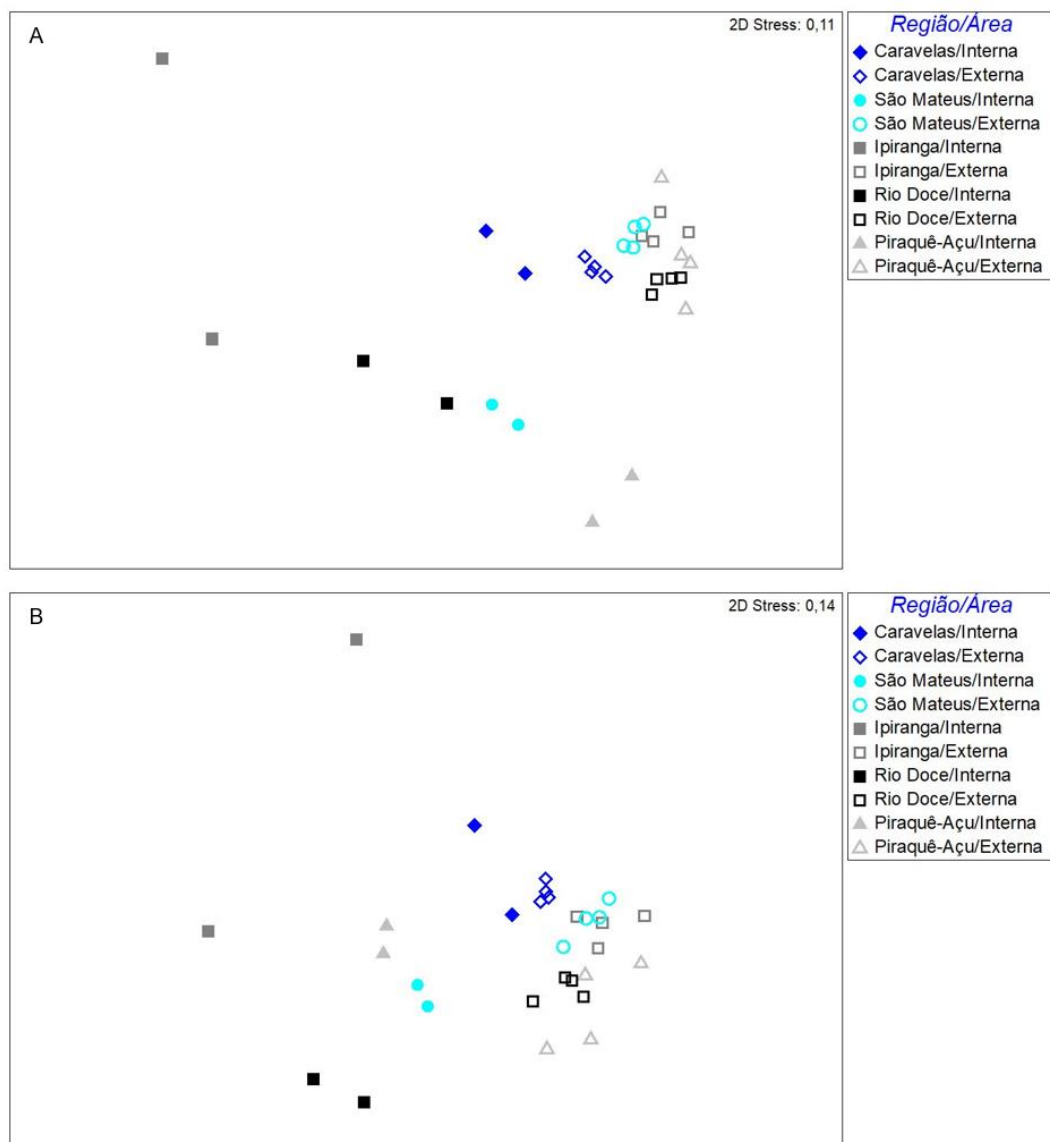 A
2D Stress: 0,11
Região/Área
Caravelas/Interna
Caravelas/Externa
São Mateus/Interna
São Mateus/Externa
Ipiranga/Interna
Ipiranga/Externa
Rio Doce/Interna
Rio Doce/Externa
Piraquê-Açu/Interna
Piraquê-Açu/Externa
B
2D Stress: 0,14
Região/Área
Caravelas/Interna
Caravelas/Externa
São Mateus/Interna
São Mateus/Externa
Ipiranga/Interna
Ipiranga/Externa
Rio Doce/Interna
Rio Doce/Externa
Piraquê-Açu/Interna
Piraquê-Açu/Externa